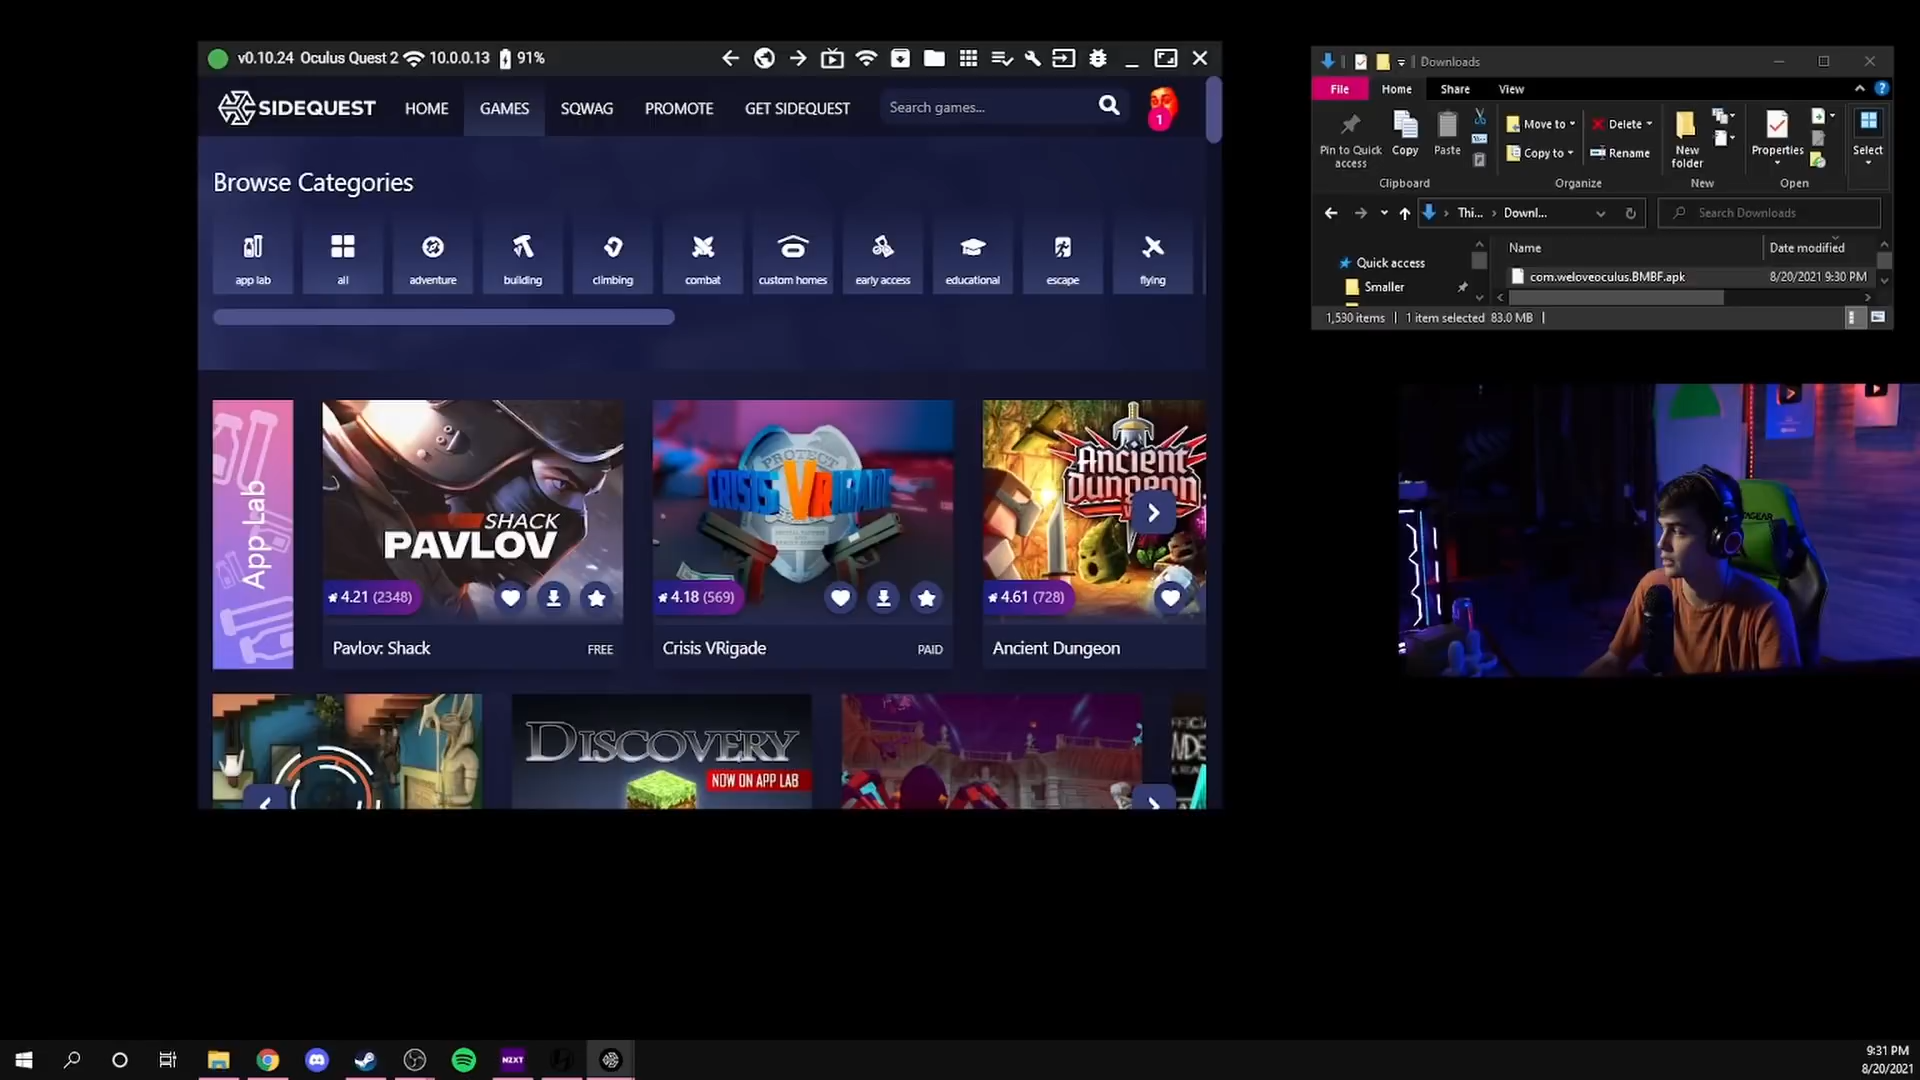 v0.10.24 Oculus Quest 2 10.0.0.13 91%
SIDEQUEST HOME GAMES SQWAG PROMOTE GET SIDEQUEST Search games... 1
Browse Categories
app lab all adventure building climbing combat custom homes early access educational escape flying
App Lab
SHACK
PAVLOV
4.21 (2348)
Pavlov: Shack FREE
PROTECT
CRISIS VRIGADE
4.18 (569)
Crisis VRigade PAID
Ancient
Dungeon
4.61 (728)
Ancient Dungeon
DISCOVERY
NOW ON APP LAB
Downloads
File Home Share View
Pin to Quick
access
Copy
Paste
Move to
Copy to
Delete
Rename
New
folder
Properties
Select
Clipboard Organize New Open
Thi... Downl... Search Downloads
Name Date modified
Quick access
Smaller
com.weloveoculus.BMBF.apk 8/20/2021 9:30 PM
1,530 items 1 item selected 83.0 MB
NZXT
9:31 PM
8/20/2021